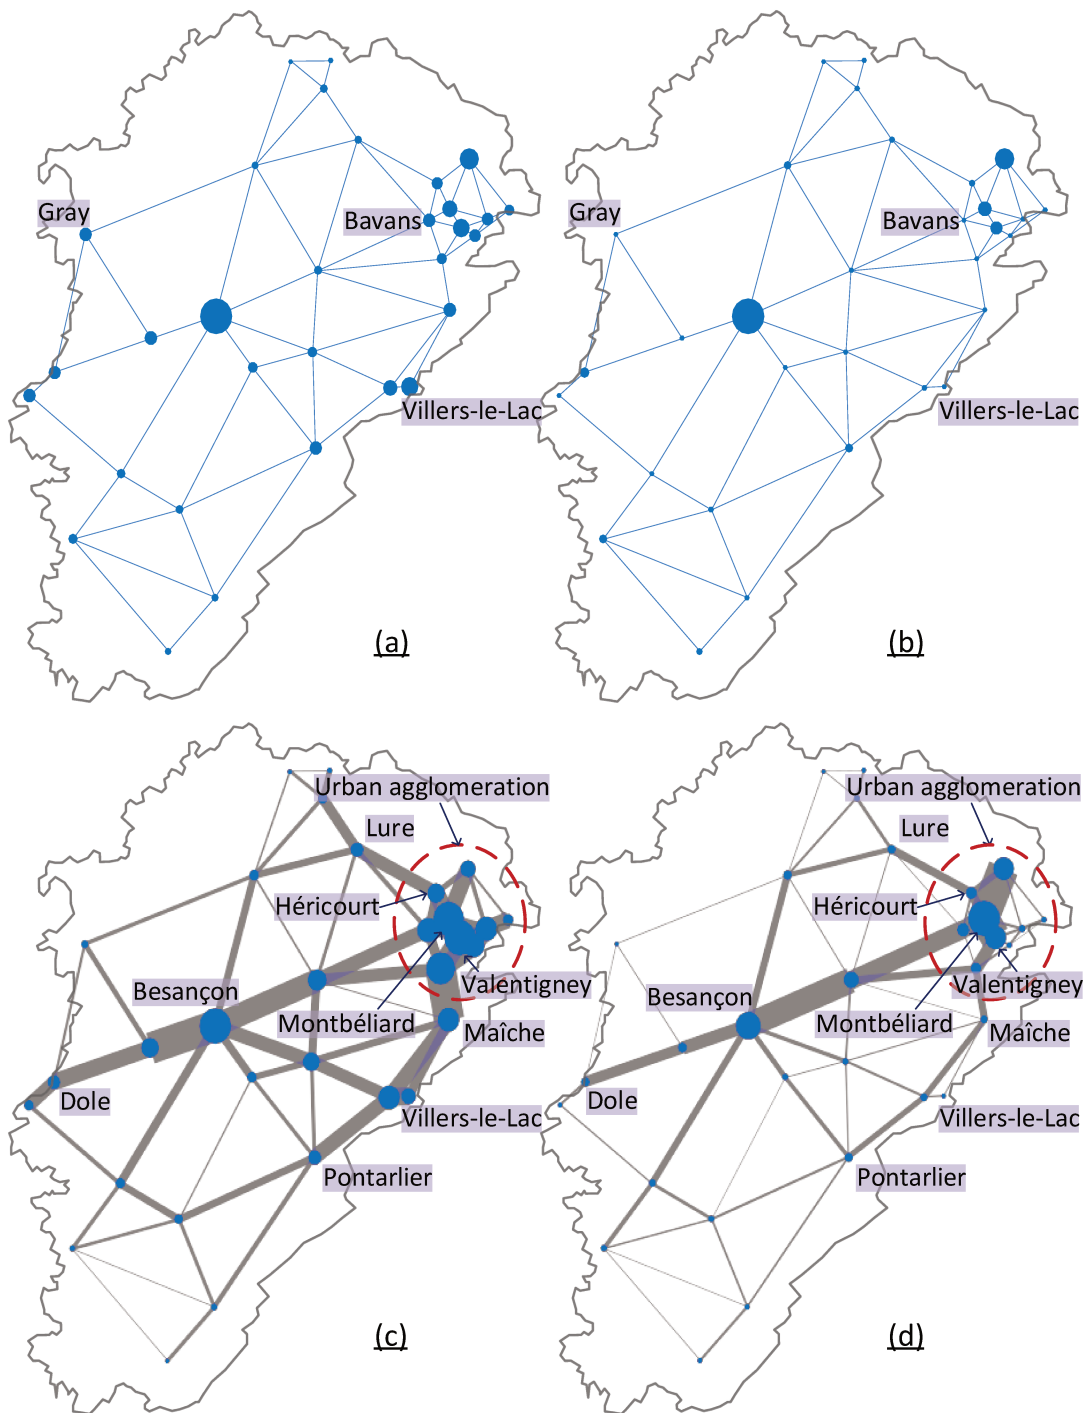 Gray
Bavans
Villers-le-Lac
(a)
Gray
Bavans
Villers-le-Lac
(b)
Urban agglomeration
Lure
Héricourt
Besançon
Valentigney
Montbéliard
Maîche
Dole
Villers-le-Lac
Pontarlier
(c)
Urban agglomeration
Lure
Héricourt
Valentigney
Besançon
Montbéliard
Maîche
Dole
Villers-le-Lac
Pontarlier
(d)